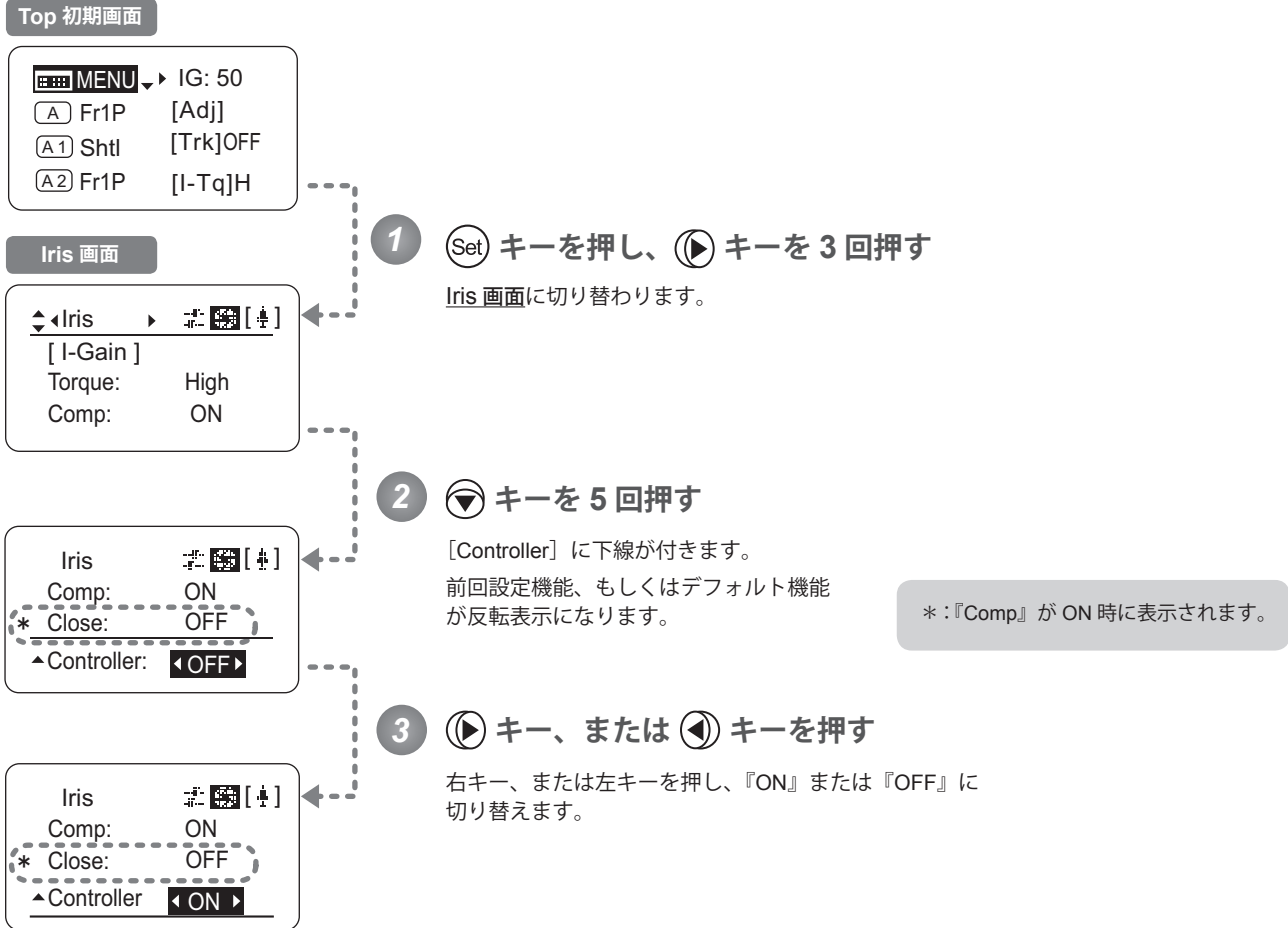 Top 初期画面
MENU IG: 50
A Fr1P [Adj]
A1 Shtl [Trk]OFF
A2 Fr1P [I-Tq]H
1 Set キーを押し、 キーを 3 回押す
Iris 画面に切り替わります。
Iris 画面
Iris [ ]
[ I-Gain ]
Torque: High
Comp: ON
2 キーを 5 回押す
[Controller] に下線が付きます。
前回設定機能、もしくはデフォルト機能
が反転表示になります。
Iris [ ]
Comp: ON
* Close: OFF
Controller: OFF
＊：『Comp』が ON 時に表示されます。
3 キー、または キーを押す
右キー、または左キーを押し、『ON』または『OFF』に
切り替えます。
Iris [ ]
Comp: ON
* Close: OFF
Controller ON